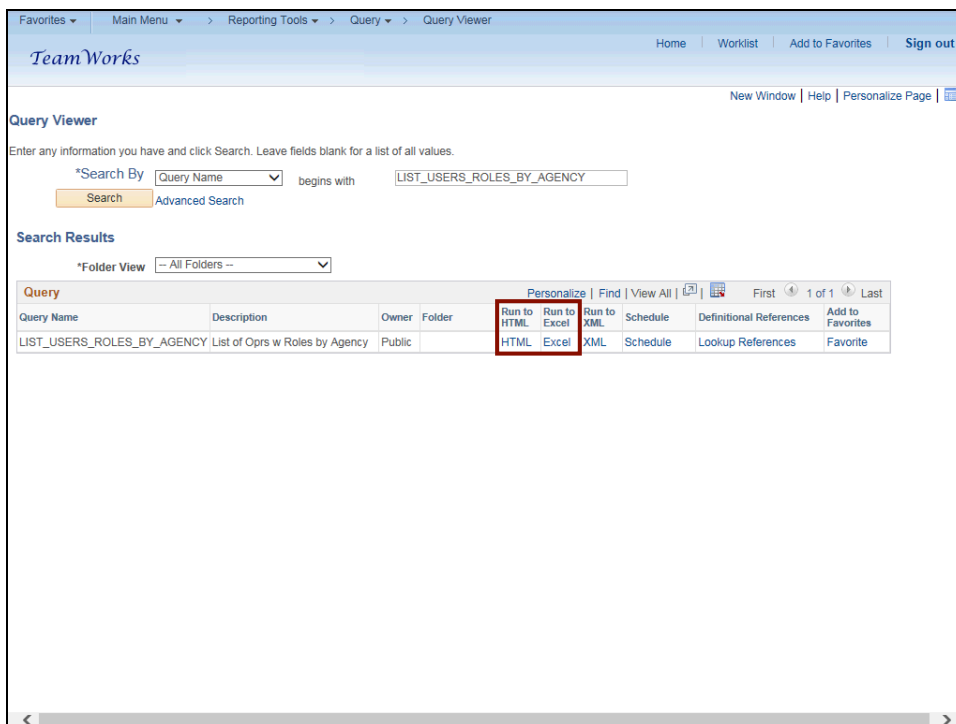 Favorites Main Menu > Reporting Tools > Query > Query Viewer
Home Worklist Add to Favorites Sign out
TeamWorks
New Window | Help | Personalize Page |
Query Viewer
Enter any information you have and click Search. Leave fields blank for a list of all values.
*Search By Query Name begins with LIST_USERS_ROLES_BY_AGENCY
Search Advanced Search
Search Results
*Folder View -- All Folders --
Query Personalize | Find | View All | | First 1 of 1 Last
Query Name Description Owner Folder Run to HTML Run to Excel Run to XML Schedule Definitional References Add to Favorites
LIST_USERS_ROLES_BY_AGENCY List of Oprs w Roles by Agency Public HTML Excel XML Schedule Lookup References Favorite